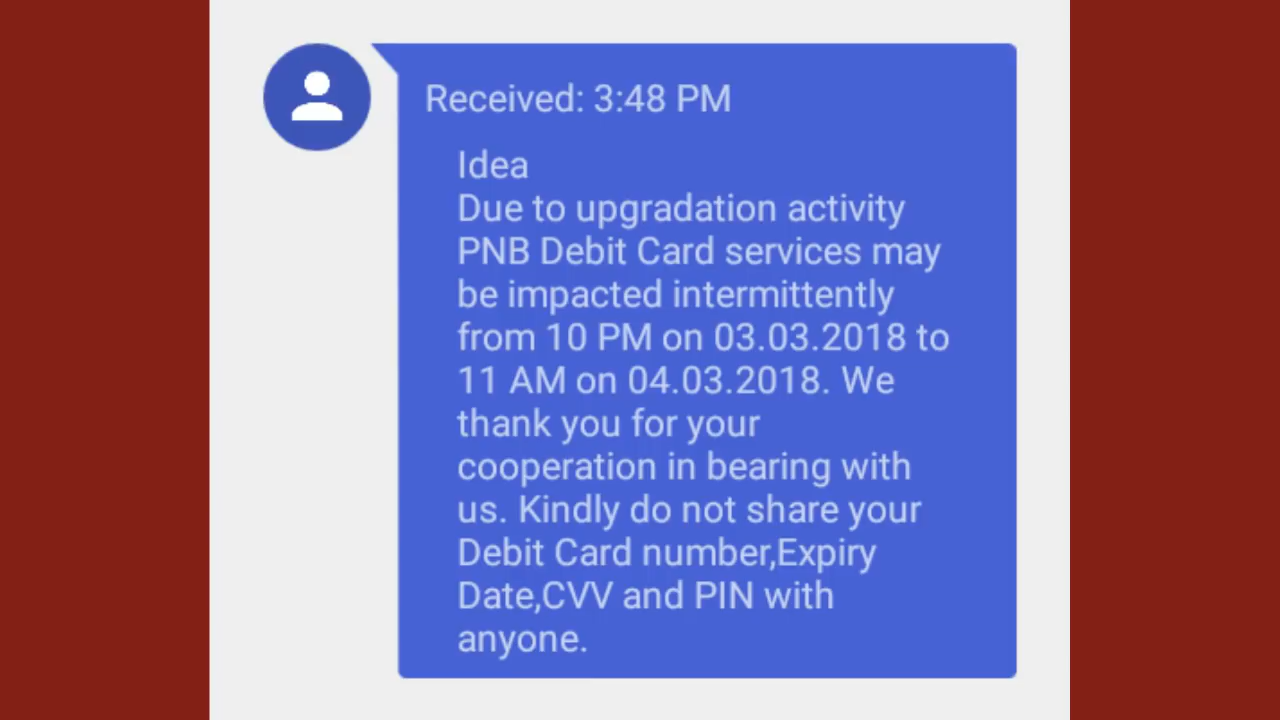 Received: 3:48 PM
Idea
Due to upgradation activity
PNB Debit Card services may
be impacted intermittently
from 10 PM on 03.03.2018 to
11 AM on 04.03.2018. We
thank you for your
cooperation in bearing with
us. Kindly do not share your
Debit Card number,Expiry
Date,CVV and PIN with
anyone.